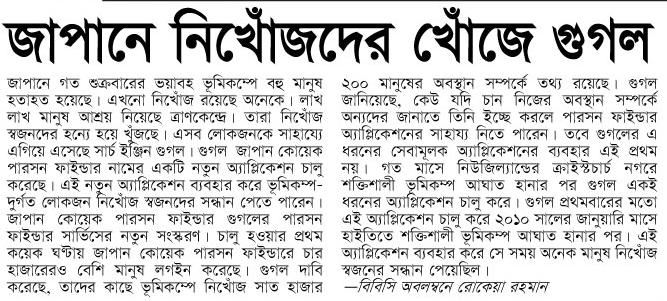 জাপানে নিখোঁজদের খোঁজে গুগল
জাপানে গত শুক্রবারের ভয়াবহ ভূমিকম্পে বহু মানুষ
হতাহত হয়েছে। এখনো নিখোঁজ রয়েছে অনেকে। লাখ
লাখ মানুষ আশ্রয় নিয়েছে ত্রাণকেন্দ্রে। তারা নিখোঁজ
স্বজনদের হন্যে হয়ে খুঁজছে। এসব লোকজনকে সাহায্যে
এগিয়ে এসেছে সার্চ ইঞ্জিন গুগল। গুগল জাপান কোয়েক
পারসন ফাইন্ডার নামের একটি নতুন অ্যাপ্লিকেশন চালু
করেছে। এই নতুন অ্যাপ্লিকেশন ব্যবহার করে ভূমিকম্প-
দুর্গত লোকজন নিখোঁজ স্বজনদের সন্ধান পেতে পারেন।
জাপান কোয়েক পারসন ফাইন্ডার গুগলের পারসন
ফাইন্ডার সার্ভিসের নতুন সংস্করণ। চালু হওয়ার প্রথম
কয়েক ঘণ্টায় জাপান কোয়েক পারসন ফাইন্ডারে চার
হাজারেরও বেশি মানুষ লগইন করেছে। গুগল দাবি
করেছে, তাদের কাছে ভূমিকম্পে নিখোঁজ সাত হাজার
২০০ মানুষের অবস্থান সম্পর্কে তথ্য রয়েছে। গুগল
জানিয়েছে, কেউ যদি চান নিজের অবস্থান সম্পর্কে
অন্যদের জানাতে তিনি ইচ্ছে করলে পারসন ফাইন্ডার
অ্যাপ্লিকেশনের সাহায্য নিতে পারেন। তবে গুগলের এ
ধরনের সেবামূলক অ্যাপ্লিকেশনের ব্যবহার এই প্রথম
নয়। গত মাসে নিউজিল্যান্ডের ক্রাইস্টচার্চ নগরে
শক্তিশালী ভূমিকম্প আঘাত হানার পর গুগল একই
ধরনের অ্যাপ্লিকেশন চালু করে। গুগল প্রথমবারের মতো
এই অ্যাপ্লিকেশন চালু করে ২০১০ সালের জানুয়ারি মাসে
হাইতিতে শক্তিশালী ভূমিকম্প আঘাত হানার পর। এই
অ্যাপ্লিকেশন ব্যবহার করে সে সময় অনেক মানুষ নিখোঁজ
স্বজনের সন্ধান পেয়েছিল।
—বিবিসি অবলম্বনে রোকেয়া রহমান